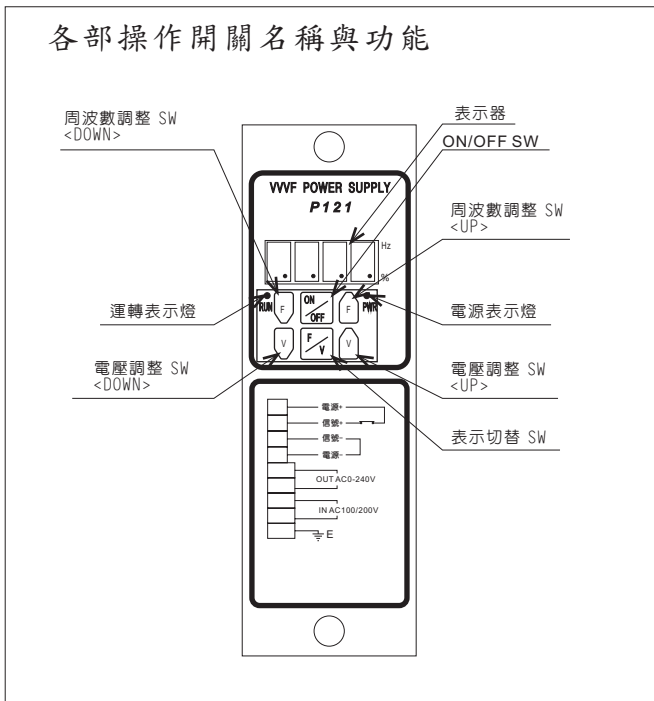 各部操作開關名稱與功能
周波數調整 SW
<DOWN>
表示器
ON/OFF SW
VVVF POWER SUPPLY
P121
周波數調整 SW
<UP>
Hz
%
運轉表示燈
RUN
F
ON
OFF
F
PWR
電源表示燈
電壓調整 SW
<DOWN>
V
F
V
V
電壓調整 SW
<UP>
電源+
信號+
信號-
電源-
表示切替 SW
OUT AC0-240V
IN AC100/200V
E